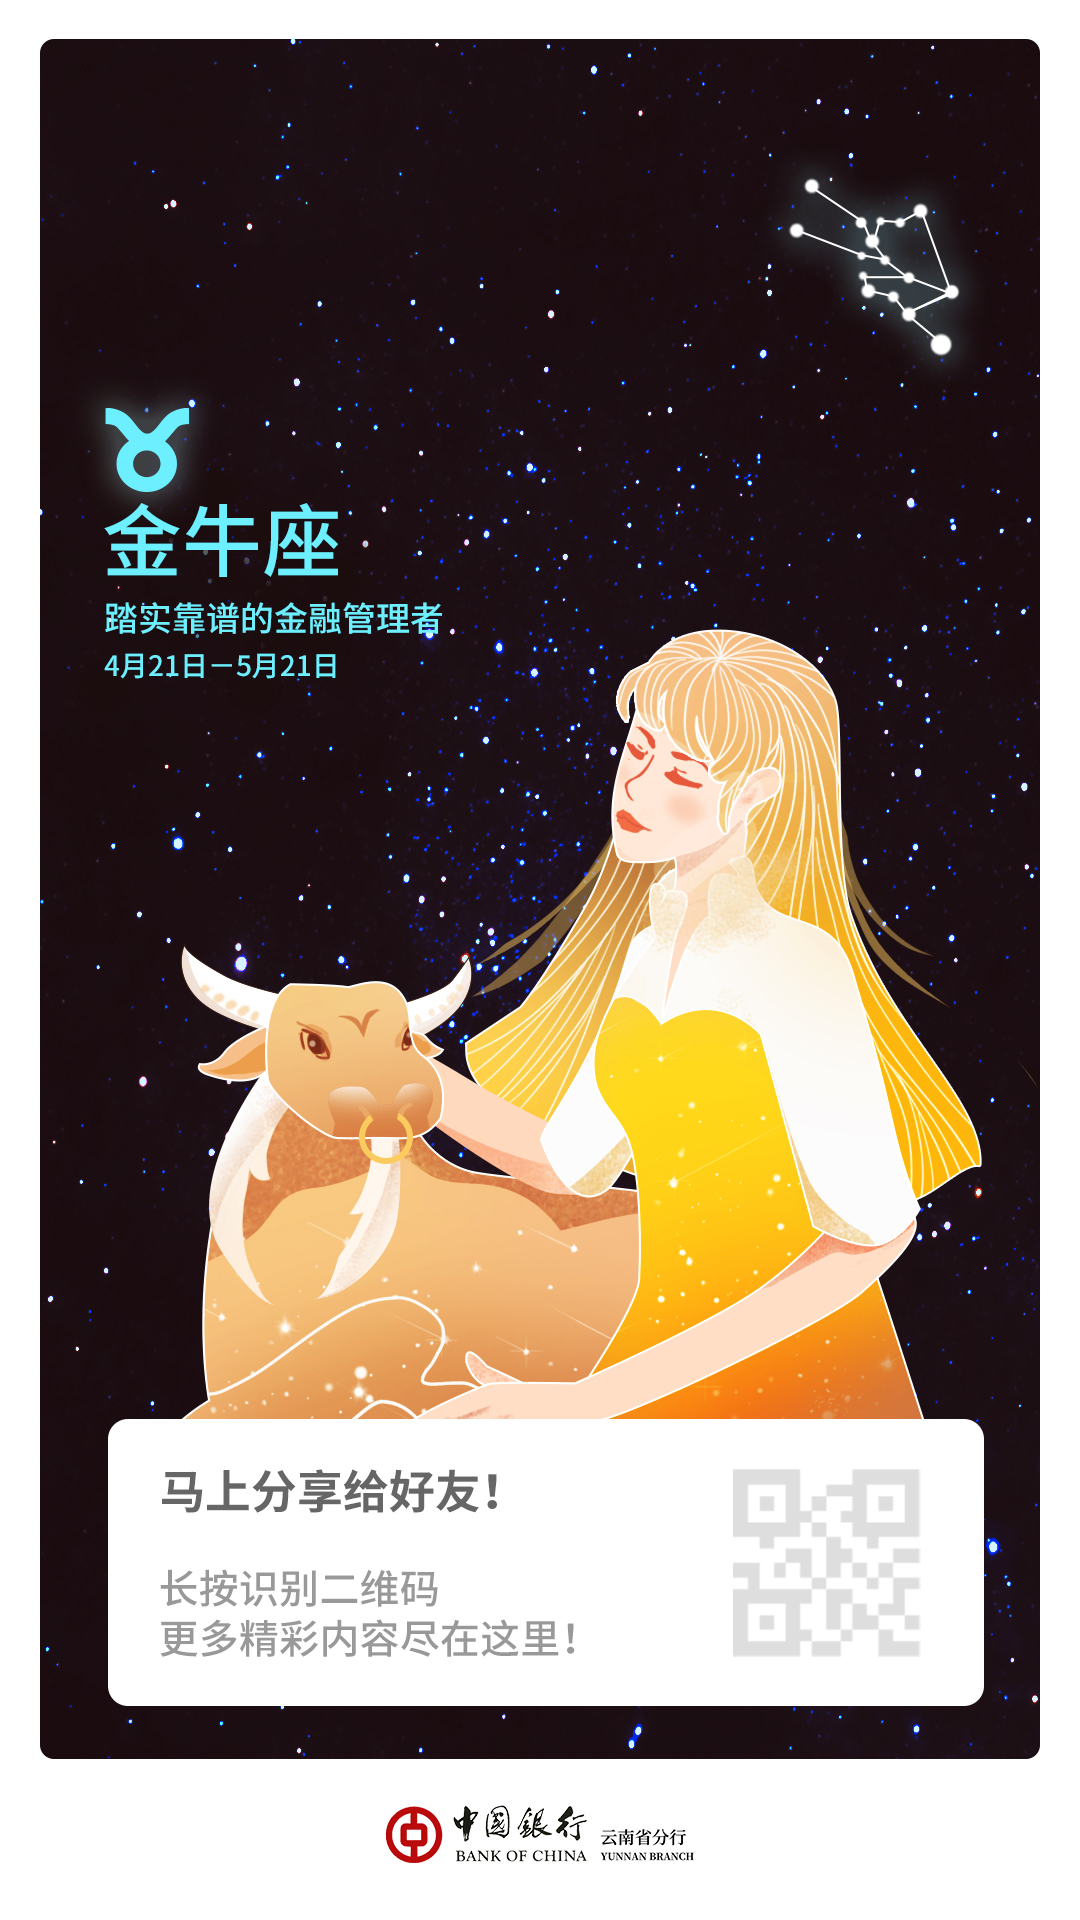 金牛座
踏实靠谱的金融管理者
4月21日－5月21日
马上分享给好友！
长按识别二维码
更多精彩内容尽在这里！
中國銀行
BANK OF CHINA
云南省分行
YUNNAN BRANCH